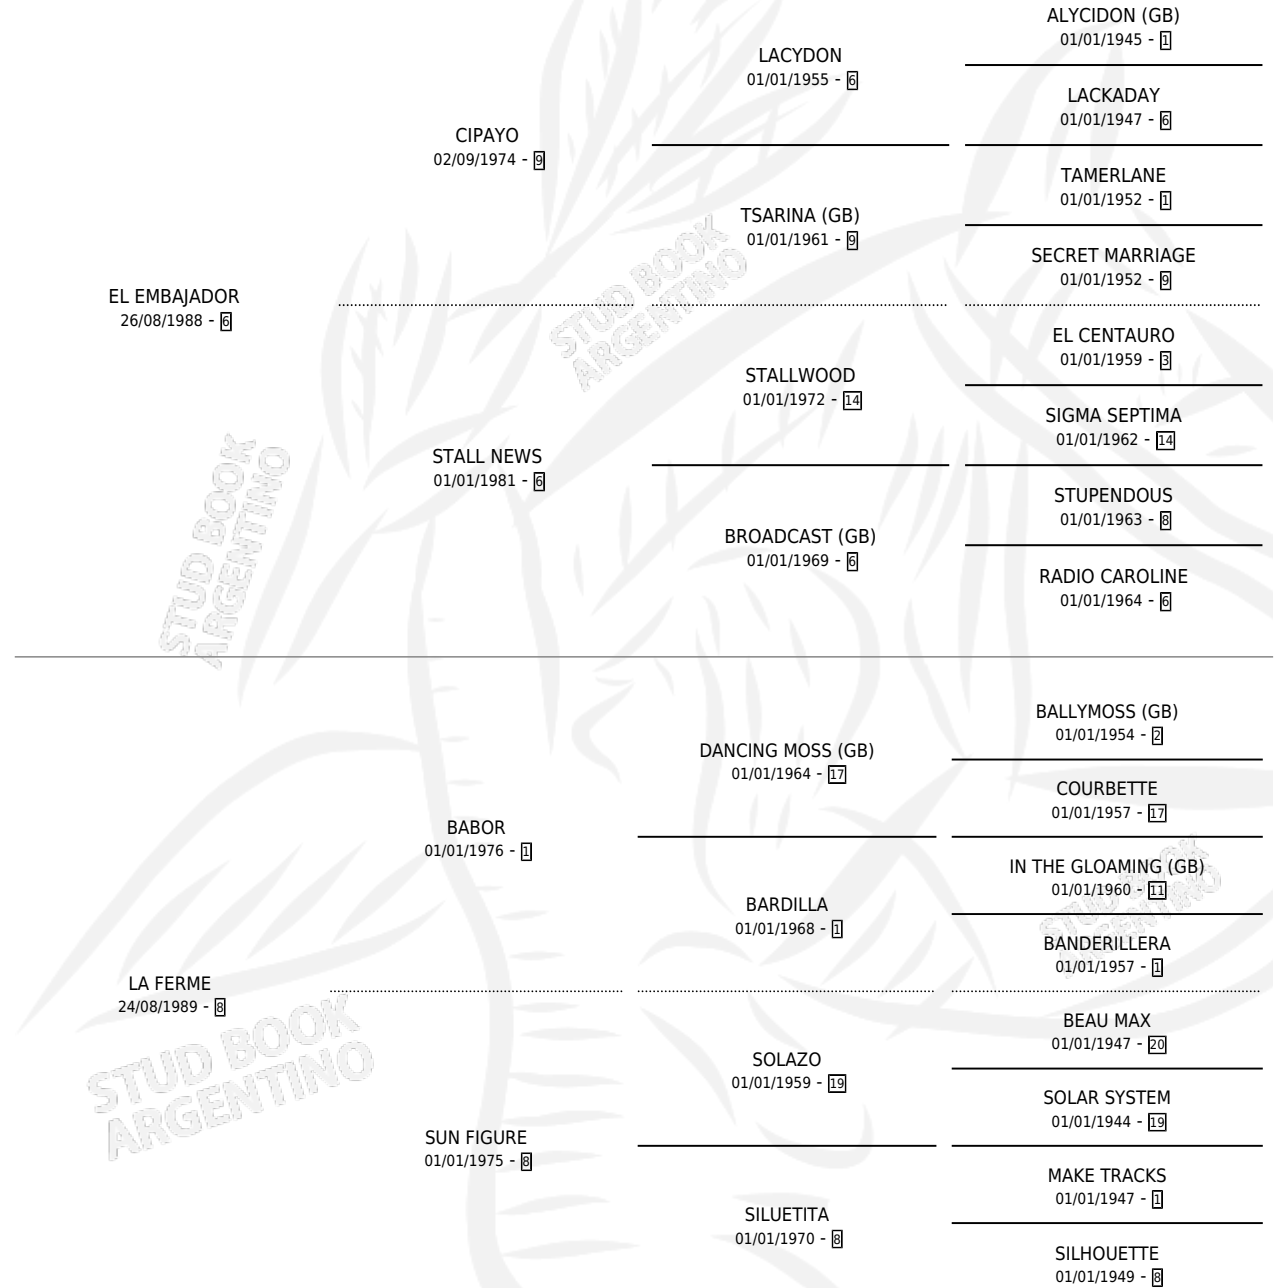 ALYCIDON (GB)
01/01/1945 - 1
LACYDON
01/01/1955 - 6
LACKADAY
01/01/1947 - 6
CIPAYO
02/09/1974 - 9
TAMERLANE
01/01/1952 - 1
TSARINA (GB)
01/01/1961 - 9
SECRET MARRIAGE
01/01/1952 - 9
EL EMBAJADOR
26/08/1988 - 6
EL CENTAURO
01/01/1959 - 3
STALLWOOD
01/01/1972 - 14
SIGMA SEPTIMA
01/01/1962 - 14
STALL NEWS
01/01/1981 - 6
STUPENDOUS
01/01/1963 - 8
BROADCAST (GB)
01/01/1969 - 6
RADIO CAROLINE
01/01/1964 - 6
BALLYMOSS (GB)
01/01/1954 - 2
DANCING MOSS (GB)
01/01/1964 - 17
COURBETTE
01/01/1957 - 17
BABOR
01/01/1976 - 1
IN THE GLOAMING (GB)
01/01/1960 - 11
BARDILLA
01/01/1968 - 1
BANDERILLERA
01/01/1957 - 1
LA FERME
24/08/1989 - 8
BEAU MAX
01/01/1947 - 20
SOLAZO
01/01/1959 - 19
SOLAR SYSTEM
01/01/1944 - 19
SUN FIGURE
01/01/1975 - 8
MAKE TRACKS
01/01/1947 - 1
SILUETITA
01/01/1970 - 8
SILHOUETTE
01/01/1949 - 8
STUD BOOK
ARGENTINO
STUD BOOK
ARGENTINO
STUD BOOK
ARGENTINO
STUD BOOK
ARGENTINO